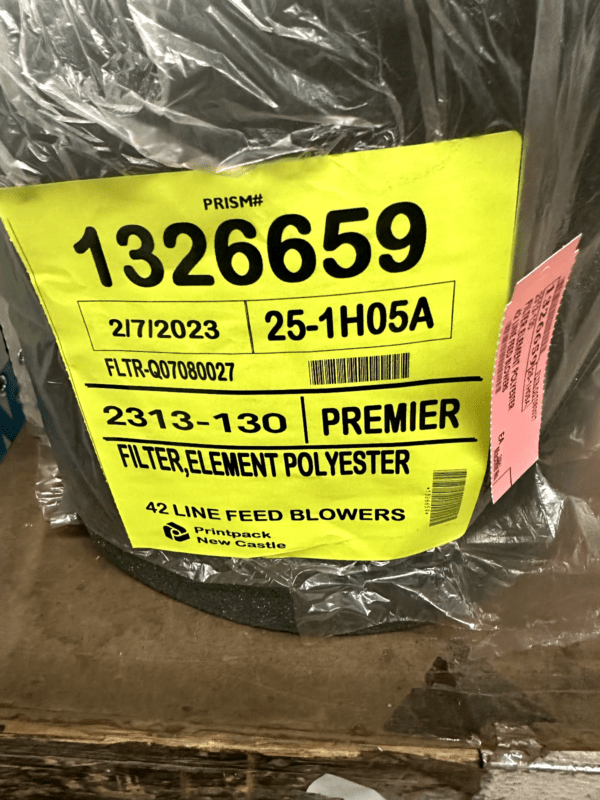 PRISM#
1326659
2/7/2023 25-1H05A
FLTR-Q07080027
2313-130 PREMIER
FILTER,ELEMENT POLYESTER
42 LINE FEED BLOWERS
Printpack
New Castle